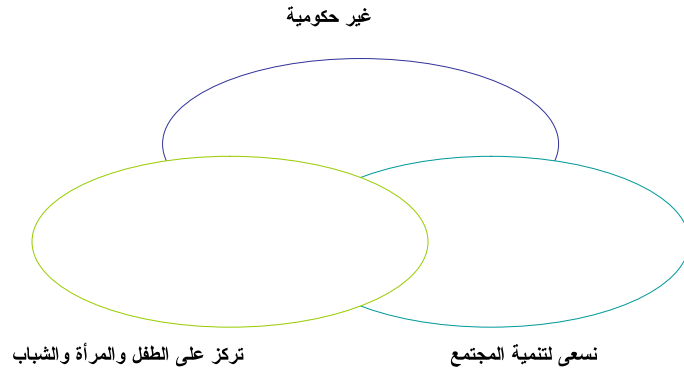 غير حكومية
نسعى لتنمية المجتمع
تركز على الطفل والمرأة والشباب